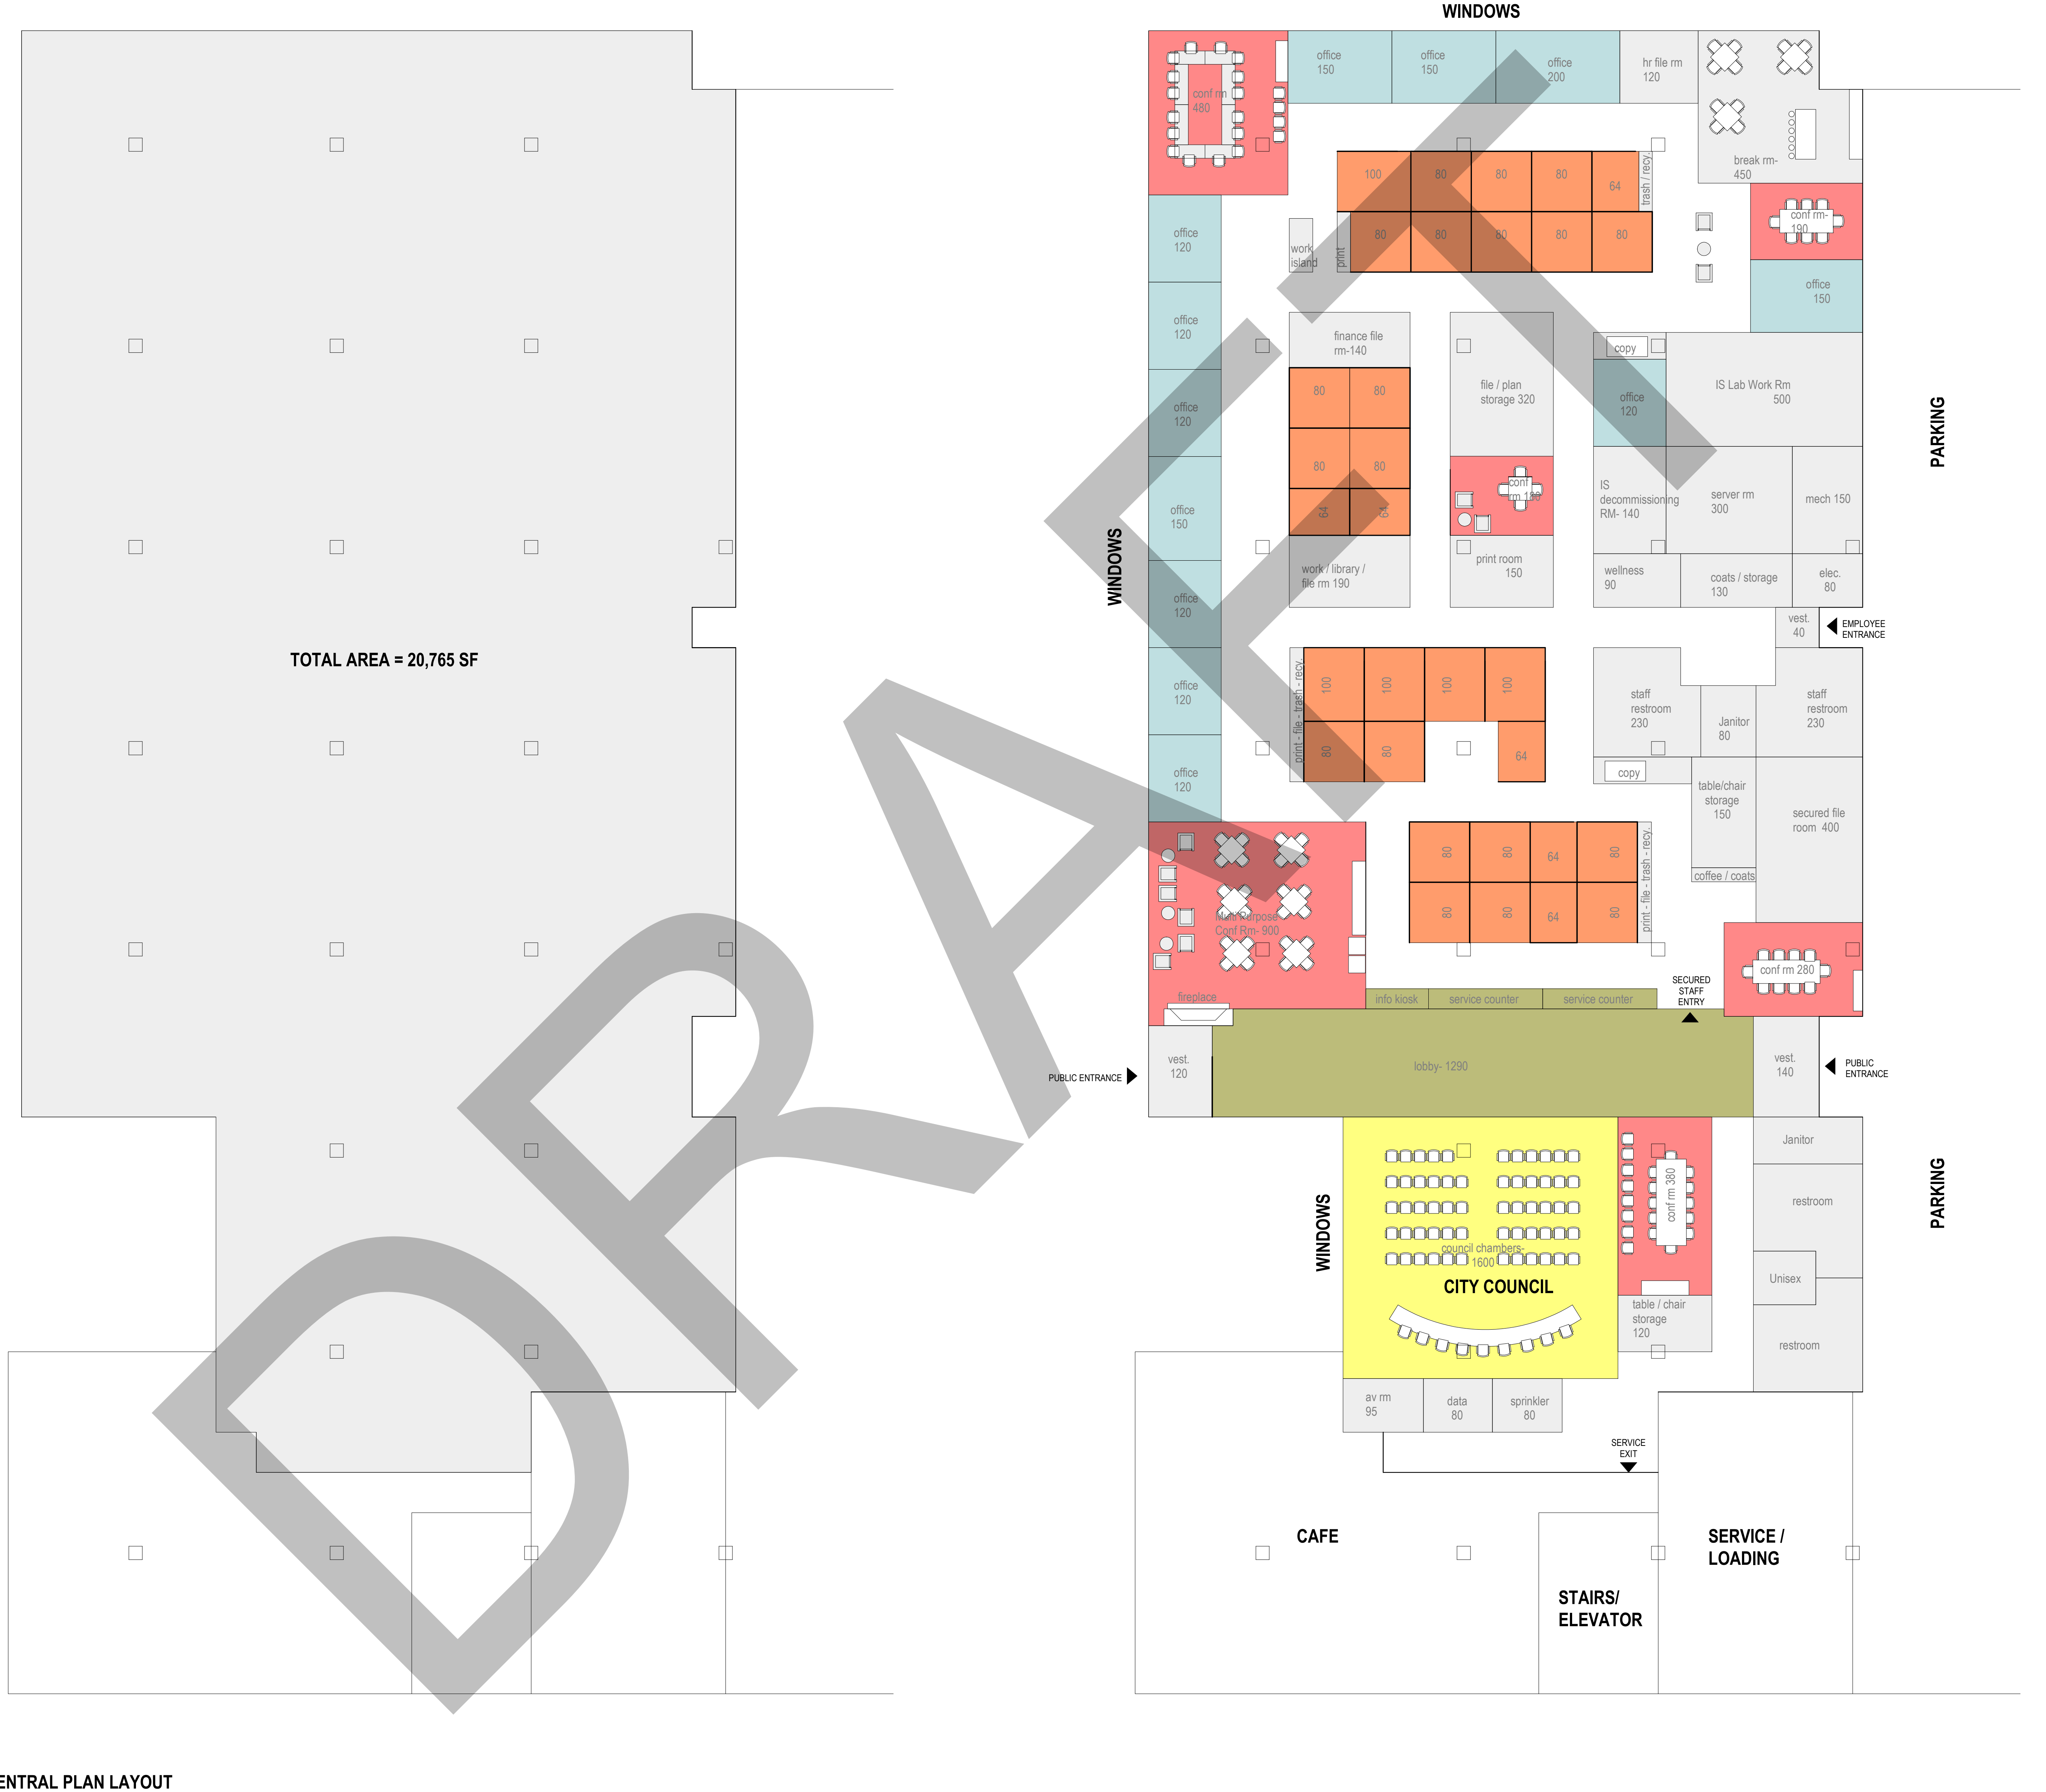 WINDOWS
office
150
office
150
office
200
hr file rm
120
conf rm
480
break rm-
450
100
80
80
80
64
trash / recy.
80
80
80
80
80
print
work
island
conf rm-
190
office
150
office
120
office
120
office
120
office
150
office
120
office
120
office
120
WINDOWS
finance file
rm-140
80
80
80
80
64
64
work / library /
file rm 190
file / plan
storage 320
conf
print room
150
copy
office
120
IS Lab Work Rm
500
IS
decommissioning
RM- 140
server rm
300
mech 150
wellness
90
coats / storage
130
elec.
80
PARKING
vest.
40
EMPLOYEE
ENTRANCE
TOTAL AREA = 20,765 SF
print - file - trash - recy.
100
100
100
100
80
80
64
staff
restroom
230
Janitor
80
staff
restroom
230
copy
table/chair
storage
150
secured file
room 400
coffee / coats
80
80
64
80
80
80
64
80
print - file - trash - recy.
Multi Purpose
Conf Rm- 900
fireplace
conf rm 280
SECURED
STAFF
ENTRY
info kiosk
service counter
service counter
vest.
120
lobby- 1290
vest.
140
PUBLIC ENTRANCE
PUBLIC
ENTRANCE
WINDOWS
council chambers-
1600
CITY COUNCIL
conf rm 380
table / chair
storage
120
Janitor
restroom
Unisex
restroom
PARKING
av rm
95
data
80
sprinkler
80
SERVICE
EXIT
CAFE
STAIRS/
ELEVATOR
SERVICE /
LOADING
DRAFT
ENTRAL PLAN LAYOUT